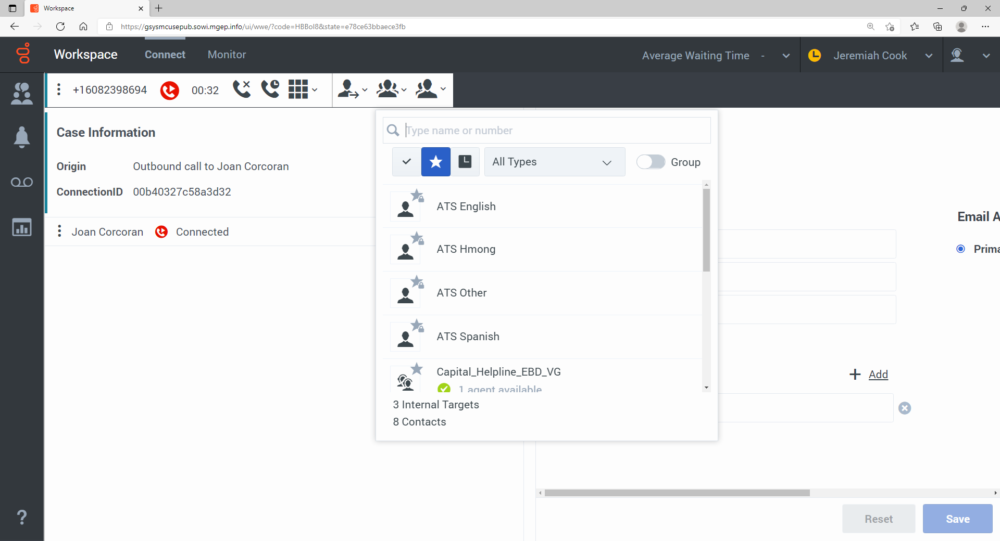 Workspace
https://gsysmcusepub.sowi.mgep.info/ui/wwe/?code=HBBol8&state=e78ce63bbaece3fb
Workspace
Connect
Monitor
Average Waiting Time -
Jeremiah Cook
+16082398694
00:32
Case Information
Origin Outbound call to Joan Corcoran
ConnectionID 00b40327c58a3d32
Joan Corcoran Connected
Type name or number
All Types
Group
ATS English
ATS Hmong
ATS Other
ATS Spanish
Capital_Helpline_EBD_VG
1 agent available
3 Internal Targets
8 Contacts
Email A
Prima
+ Add
?
Reset
Save